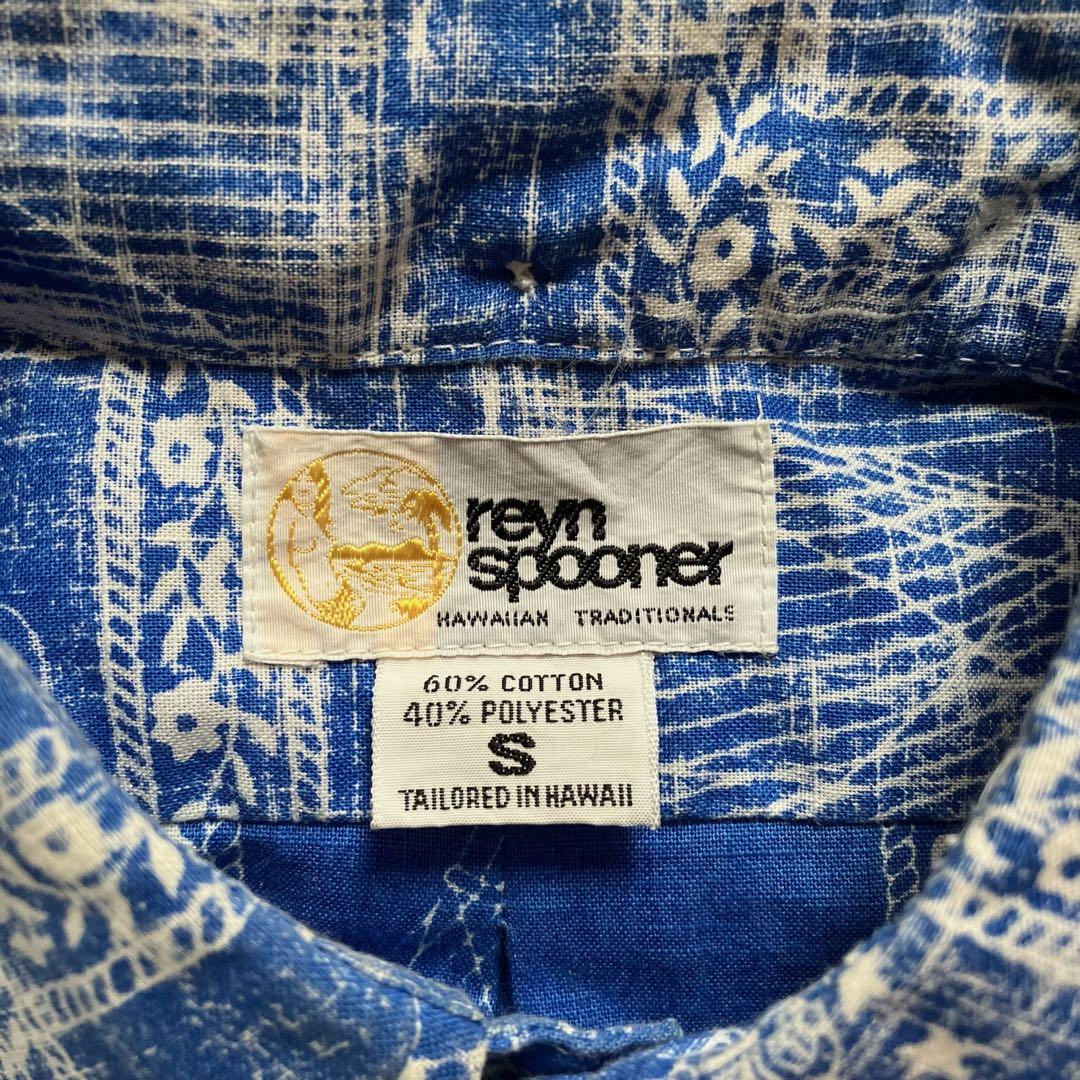 reyn
spooner
HAWAIIAN TRADITIONALS
60% COTTON
40% POLYESTER
S
TAILORED IN HAWAII